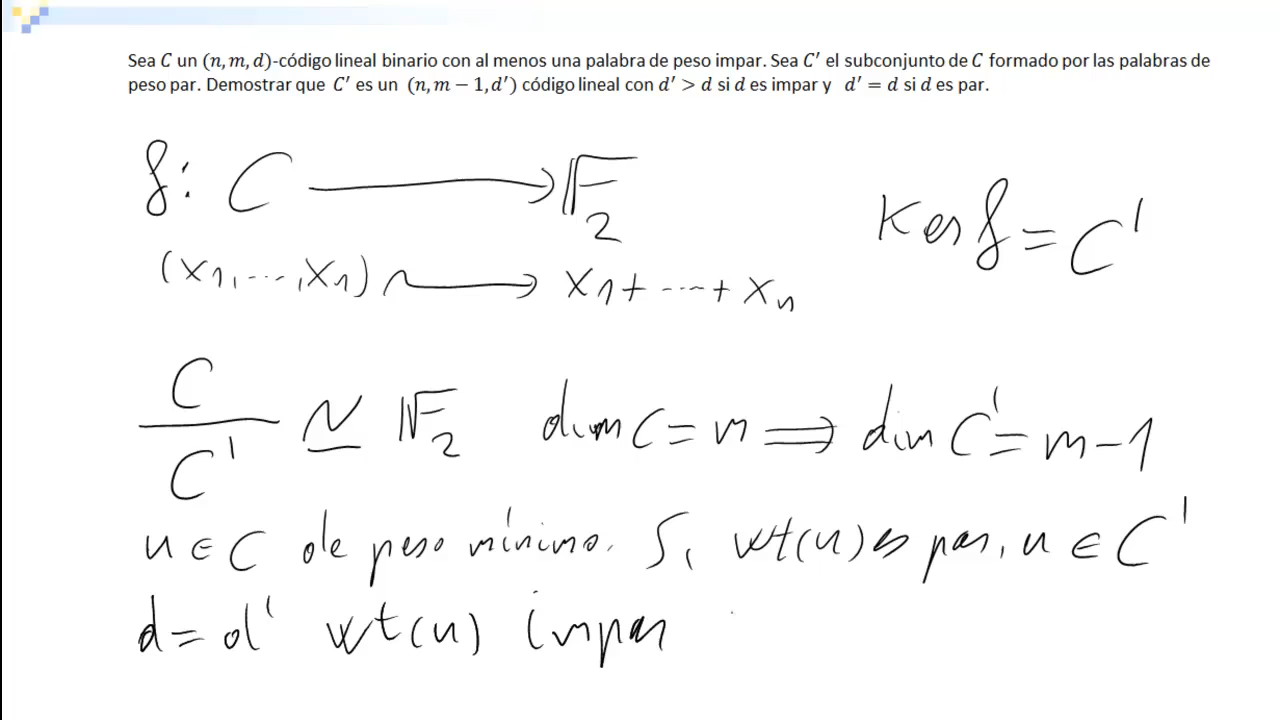 Sea C un (n, m, d)-código lineal binario con al menos una palabra de peso impar. Sea C′ el subconjunto de C formado por las palabras de
peso par. Demostrar que C′ es un (n, m − 1, d′) código lineal con d′ > d si d es impar y d′ = d si d es par.
f: C ⟶ 𝔽₂
Ker f = C′
(x₁, ..., x₁) ⟿ x₁ + ... + xₙ
C / C′ ≃ 𝔽₂ dim C = m ⟹ dim C′ = m − 1
u ∈ C de peso mínimo. Si wt(u) es par, u ∈ C′
d = d′ wt(u) impar